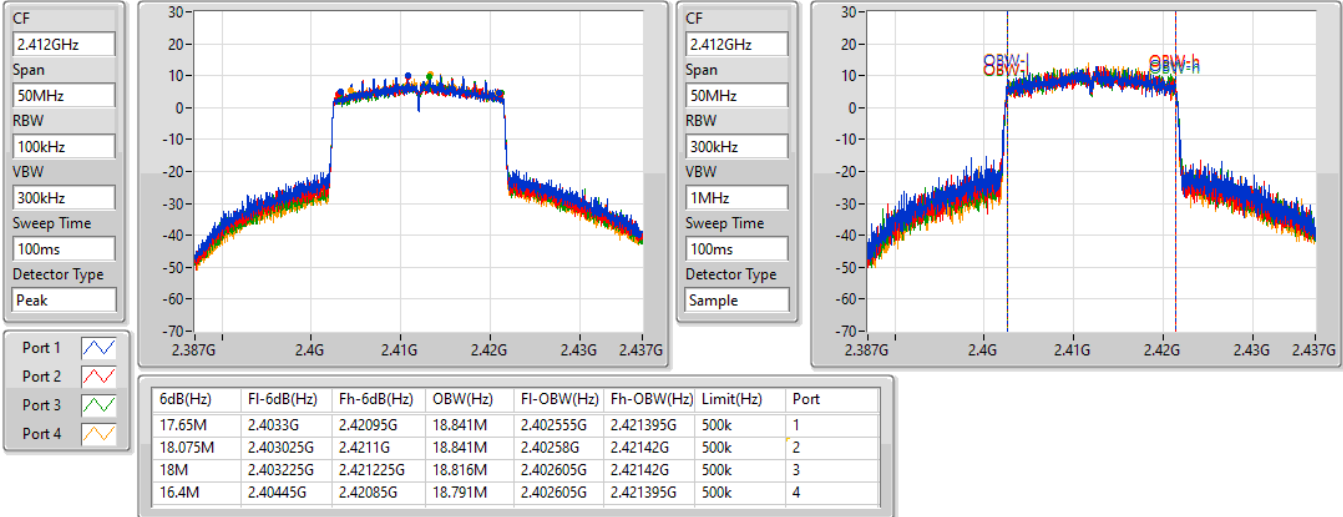 CF
2.412GHz
Span
50MHz
RBW
100kHz
VBW
300kHz
Sweep Time
100ms
Detector Type
Peak
30
20
10
0
-10
-20
-30
-40
-50
-60
-70
2.387G 2.4G 2.41G 2.42G 2.43G 2.437G
CF
2.412GHz
Span
50MHz
RBW
300kHz
VBW
1MHz
Sweep Time
100ms
Detector Type
Sample
30
20
10
0
-10
-20
-30
-40
-50
-60
-70
OBW-l OBW-h
OBW-l OBW-h
2.387G 2.4G 2.41G 2.42G 2.43G 2.437G
Port 1
Port 2
Port 3
Port 4
6dB(Hz) Fl-6dB(Hz) Fh-6dB(Hz) OBW(Hz) Fl-OBW(Hz) Fh-OBW(Hz) Limit(Hz) Port
17.65M 2.4033G 2.42095G 18.841M 2.402555G 2.421395G 500k 1
18.075M 2.403025G 2.4211G 18.841M 2.40258G 2.42142G 500k 2
18M 2.403225G 2.421225G 18.816M 2.402605G 2.42142G 500k 3
16.4M 2.40445G 2.42085G 18.791M 2.402605G 2.421395G 500k 4